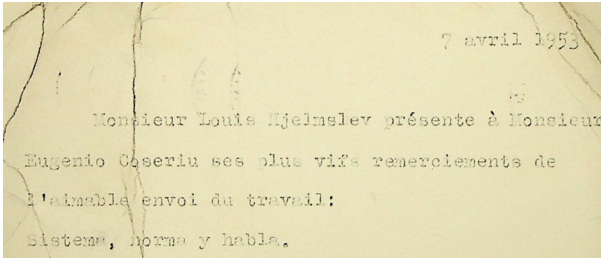 7 avril 1953
Monsieur Louis Hjelmslev présente à Monsieur
Eugenio Coseriu ses plus vifs remerciements de
l'aimable envoi du travail:
Sistema, norma y habla.